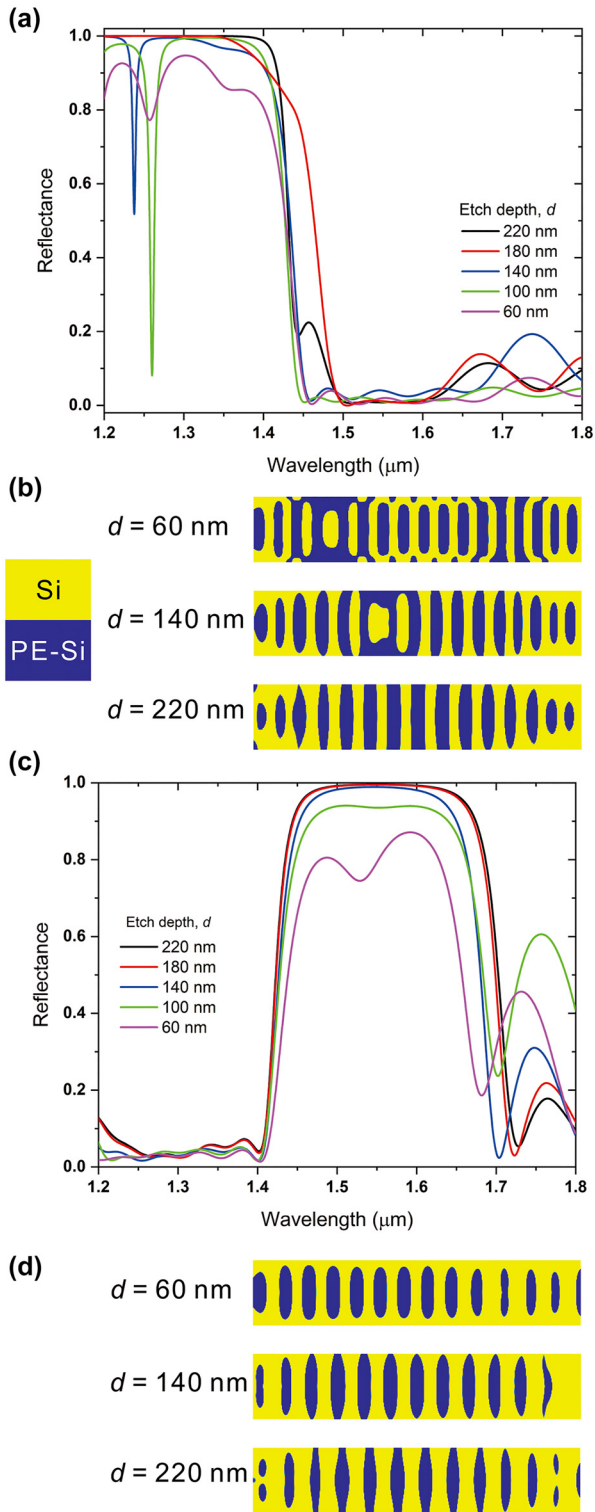 (a)
1.0
0.8
0.6
0.4
0.2
0.0
Reflectance
Etch depth, d
220 nm
180 nm
140 nm
100 nm
60 nm
1.2 1.3 1.4 1.5 1.6 1.7 1.8
Wavelength (μm)
(b)
d = 60 nm
Si
PE-Si
d = 140 nm
d = 220 nm
(c)
1.0
0.8
0.6
0.4
0.2
0.0
Reflectance
Etch depth, d
220 nm
180 nm
140 nm
100 nm
60 nm
1.2 1.3 1.4 1.5 1.6 1.7 1.8
Wavelength (μm)
(d)
d = 60 nm
d = 140 nm
d = 220 nm